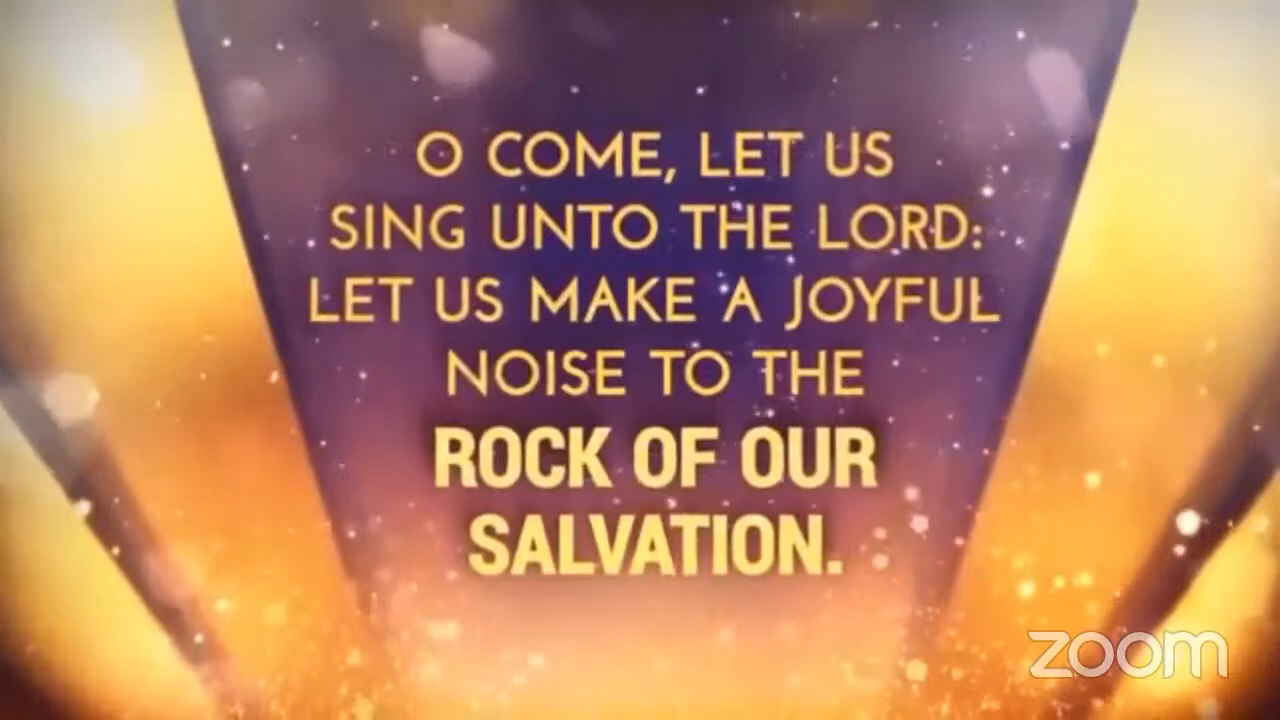 O COME, LET US
SING UNTO THE LORD:
LET US MAKE A JOYFUL
NOISE TO THE
ROCK OF OUR
SALVATION.
zoom